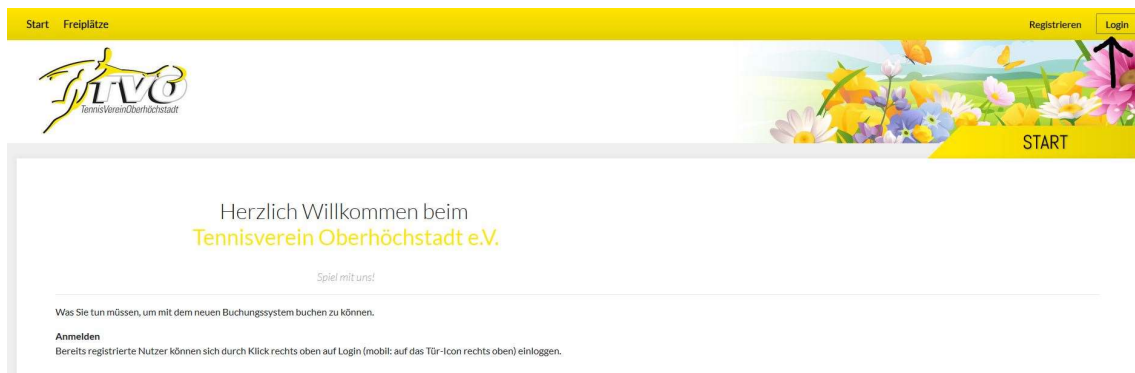 Start Freiplätze Registrieren Login
TVO
TennisVereinOberhöchstadt
START
Herzlich Willkommen beim
Tennisverein Oberhöchstadt e.V.
Spiel mit uns!
Was Sie tun müssen, um mit dem neuen Buchungssystem buchen zu können.
Anmelden
Bereits registrierte Nutzer können sich durch Klick rechts oben auf Login (mobil: auf das Tür-Icon rechts oben) einloggen.